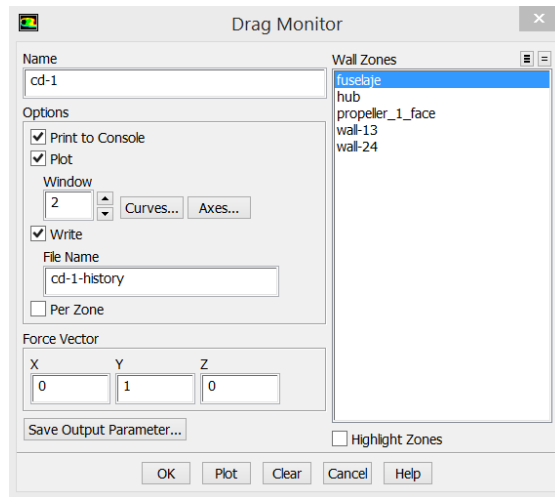 Drag Monitor
Name
cd-1
Options
Print to Console
Plot
Window
2
Curves...
Axes...
Write
File Name
cd-1-history
Per Zone
Force Vector
X Y Z
0 1 0
Save Output Parameter...
Wall Zones
fuselaje
hub
propeller_1_face
wall-13
wall-24
Highlight Zones
OK Plot Clear Cancel Help